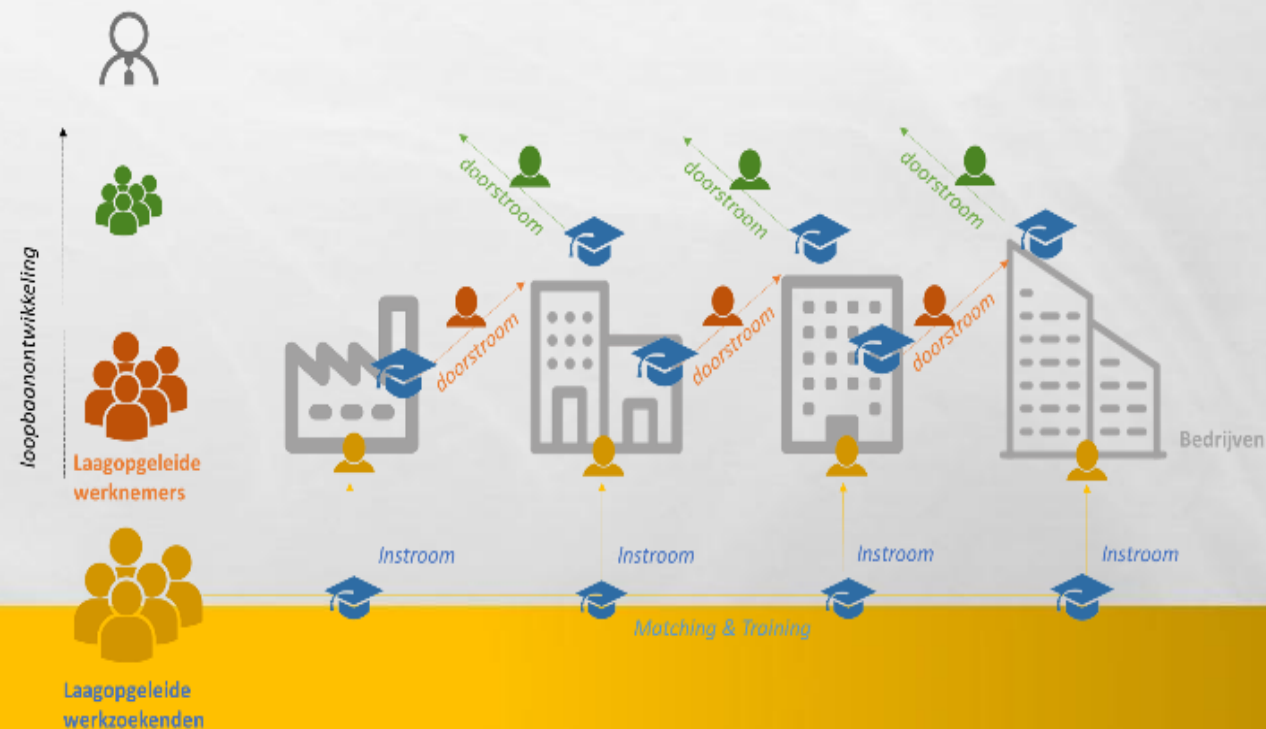 doorstroom
doorstroom
doorstroom
loopbaanontwikkeling
doorstroom
doorstroom
doorstroom
Bedrijven
Laagopgeleide
werknemers
Instroom
Instroom
Instroom
Instroom
Matching & Training
Laagopgeleide
werkzoekenden